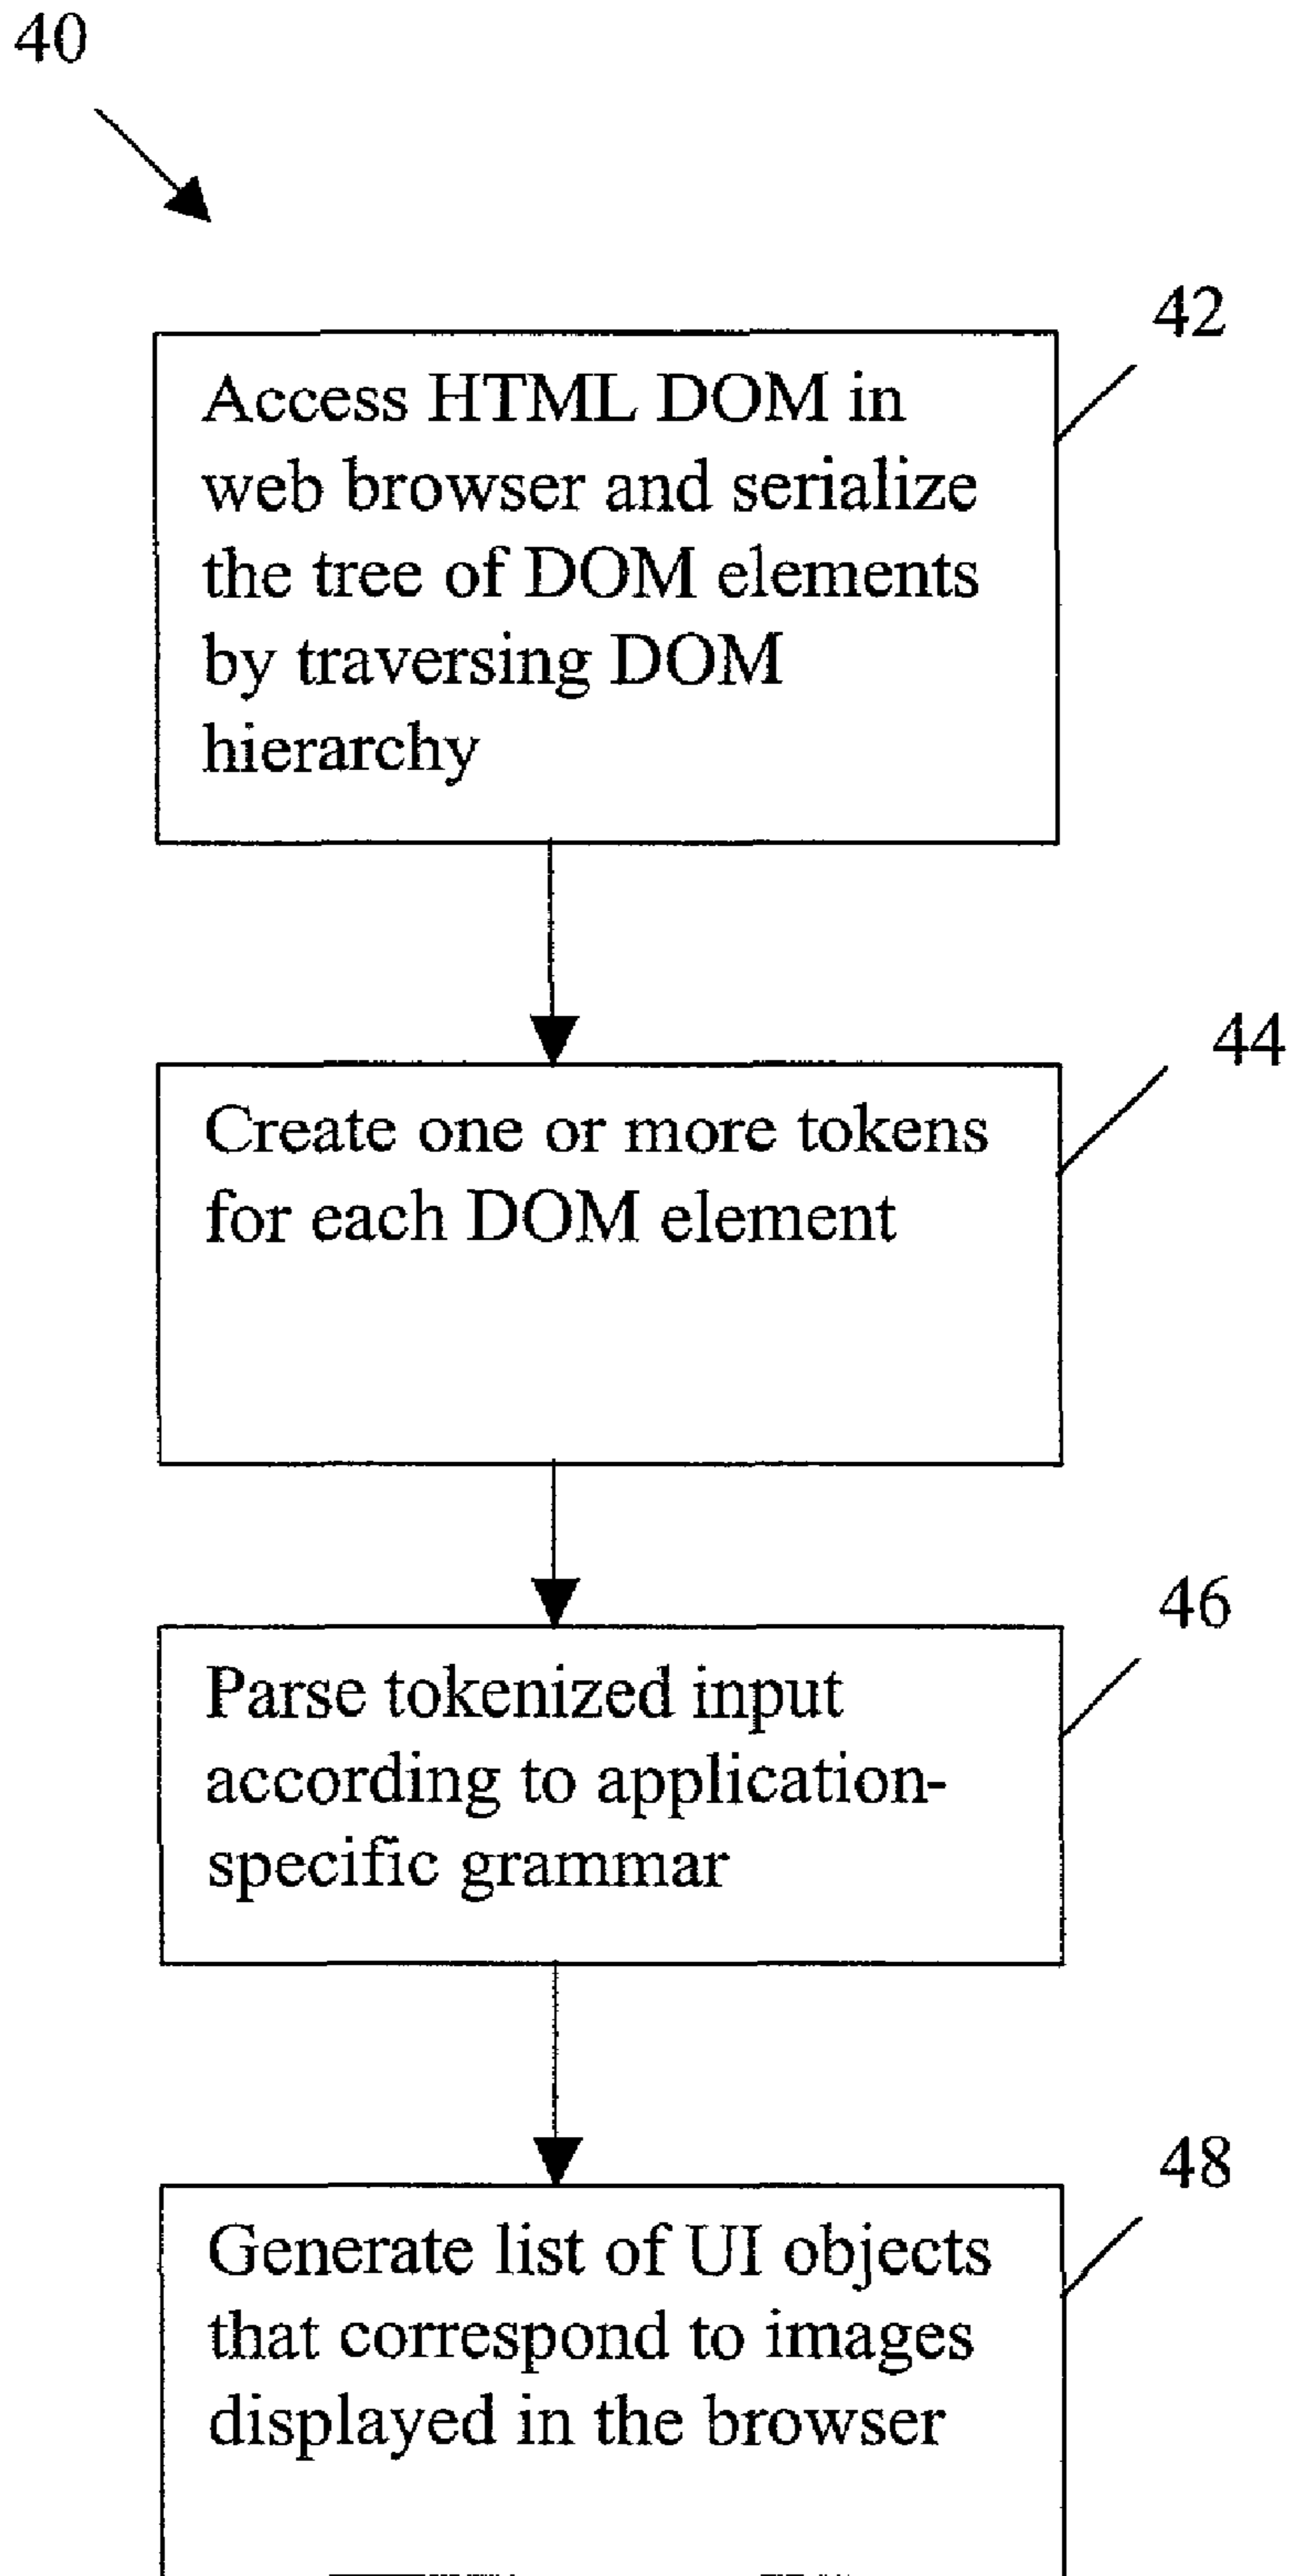 40
42
Access HTML DOM in
web browser and serialize
the tree of DOM elements
by traversing DOM
hierarchy
44
Create one or more tokens
for each DOM element
46
Parse tokenized input
according to application-
specific grammar
48
Generate list of UI objects
that correspond to images
displayed in the browser